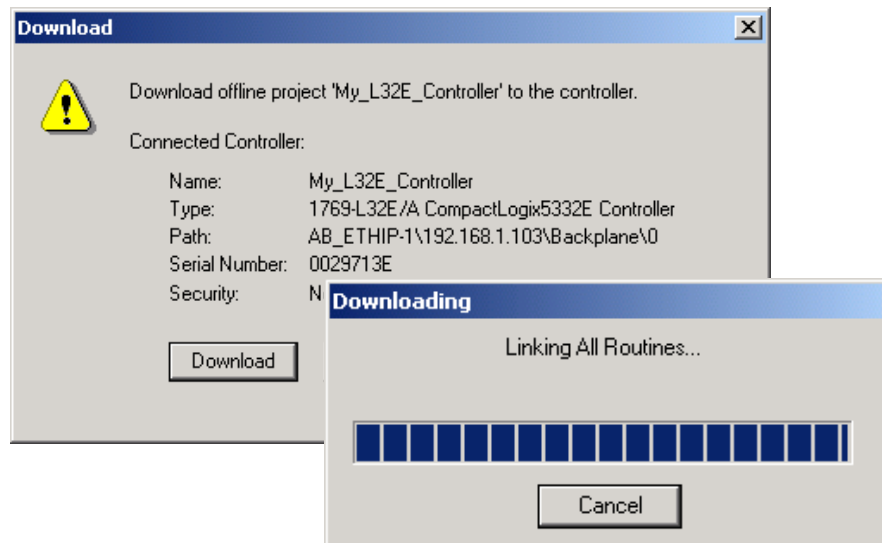 Download
Download offline project 'My_L32E_Controller' to the controller.
Connected Controller:
Name: My_L32E_Controller
Type: 1769-L32E/A CompactLogix5332E Controller
Path: AB_ETHIP-1\192.168.1.103\Backplane\0
Serial Number: 0029713E
Security:
Download
Downloading
Linking All Routines...
Cancel